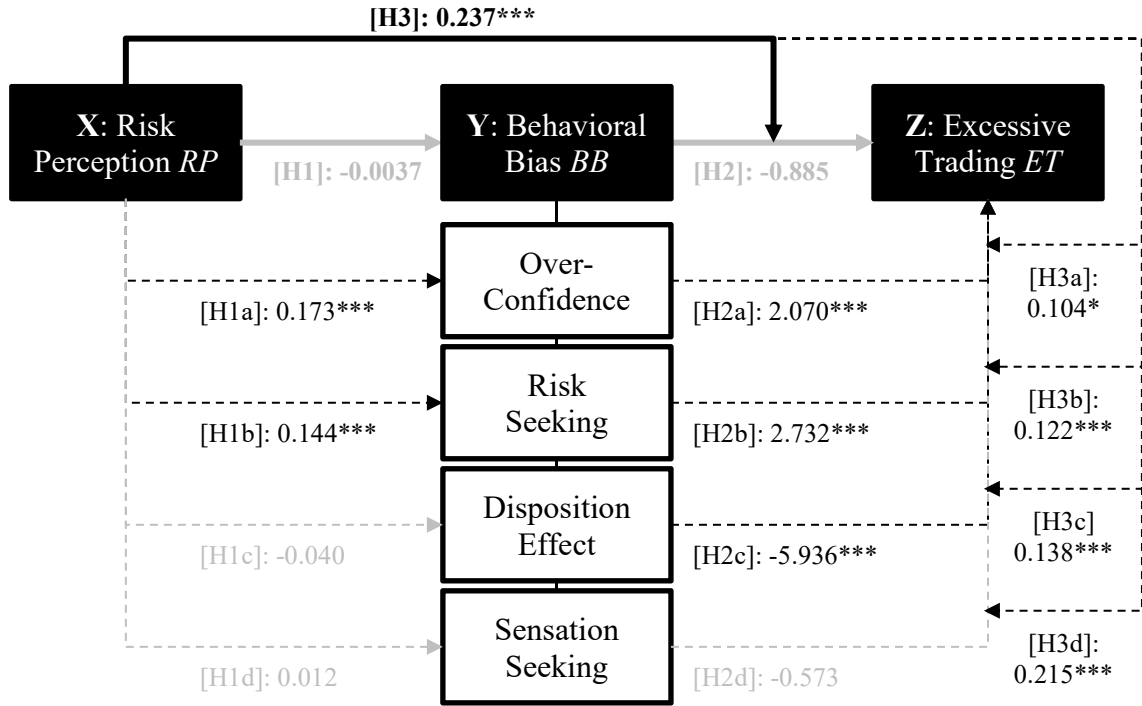 [H3]: 0.237***
X: Risk
Perception RP
[H1]: -0.0037
Y: Behavioral
Bias BB
[H2]: -0.885
Z: Excessive
Trading ET
Over-
Confidence
[H1a]: 0.173***
[H2a]: 2.070***
[H3a]:
0.104*
Risk
Seeking
[H1b]: 0.144***
[H2b]: 2.732***
[H3b]:
0.122***
Disposition
Effect
[H1c]: -0.040
[H2c]: -5.936***
[H3c]
0.138***
Sensation
Seeking
[H1d]: 0.012
[H2d]: -0.573
[H3d]:
0.215***